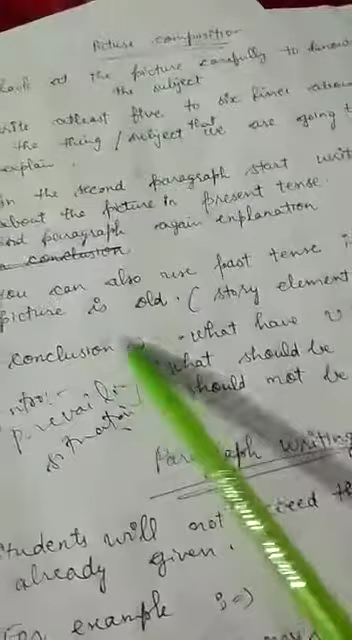 Picture composition
Look at the picture carefully to know
the subject
write atleast five to six lines about
the thing / subject that we are going to
explain.
In the second paragraph start
about the picture in present tense.
paragraph again explanation
a conclusion
You can also use past tense
picture is old. ( story element
conclusion what have
what should be
Intro:- should not be
prevailing
situation
Paragraph Writing
Students will not
already given.
For example :-)